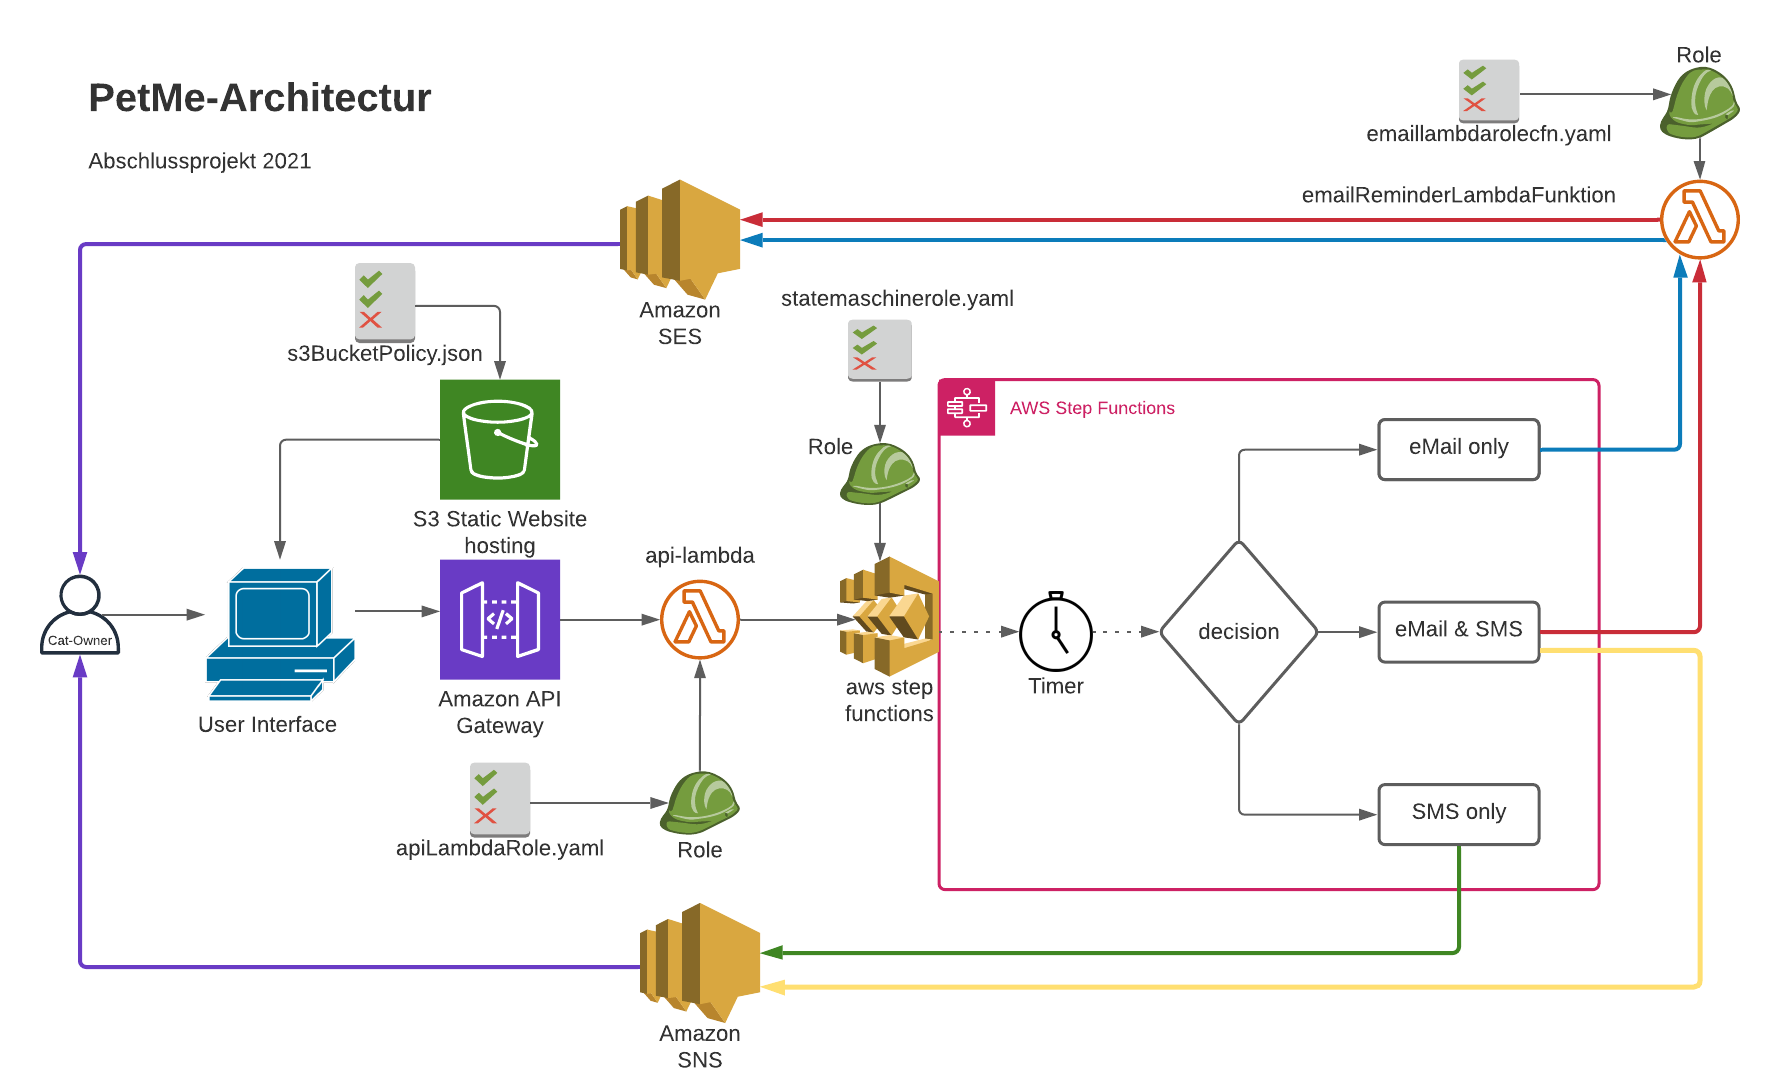 PetMe-Architectur
Abschlussprojekt 2021
Role
emaillambdarolecfn.yaml
emailReminderLambdaFunktion
Amazon
SES
statemaschinerole.yaml
s3BucketPolicy.json
AWS Step Functions
Role
eMail only
S3 Static Website
hosting
api-lambda
Cat-Owner
User Interface
Amazon API
Gateway
aws step
functions
Timer
decision
eMail & SMS
SMS only
apiLambdaRole.yaml
Role
Amazon
SNS